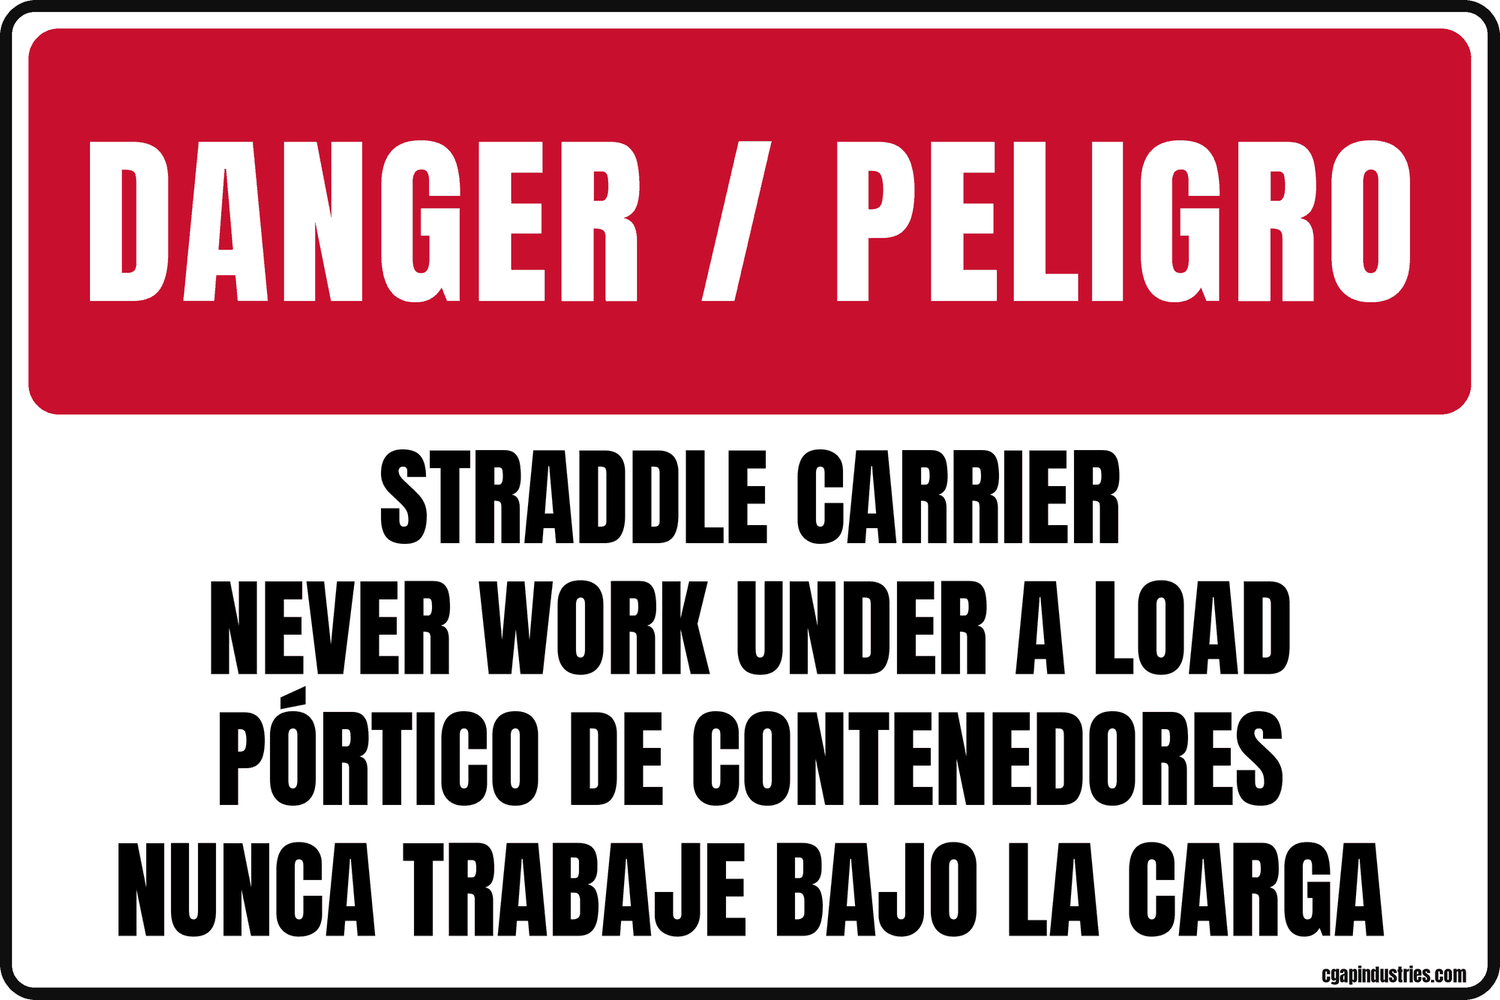 DANGER / PELIGRO
STRADDLE CARRIER
NEVER WORK UNDER A LOAD
PÓRTICO DE CONTENEDORES
NUNCA TRABAJE BAJO LA CARGA
cgapindustries.com